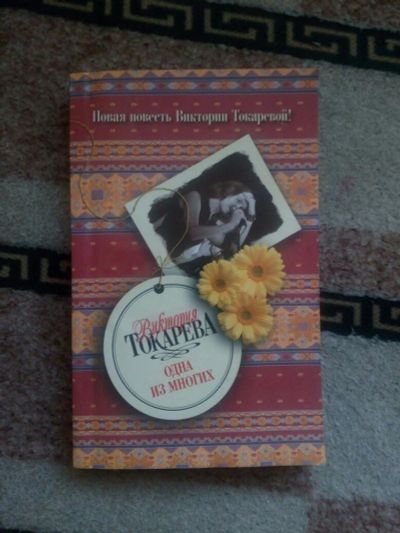 Новая повесть Виктории Токаревой!
Виктория
ТОКАРЕВА
ОДНА
ИЗ МНОГИХ